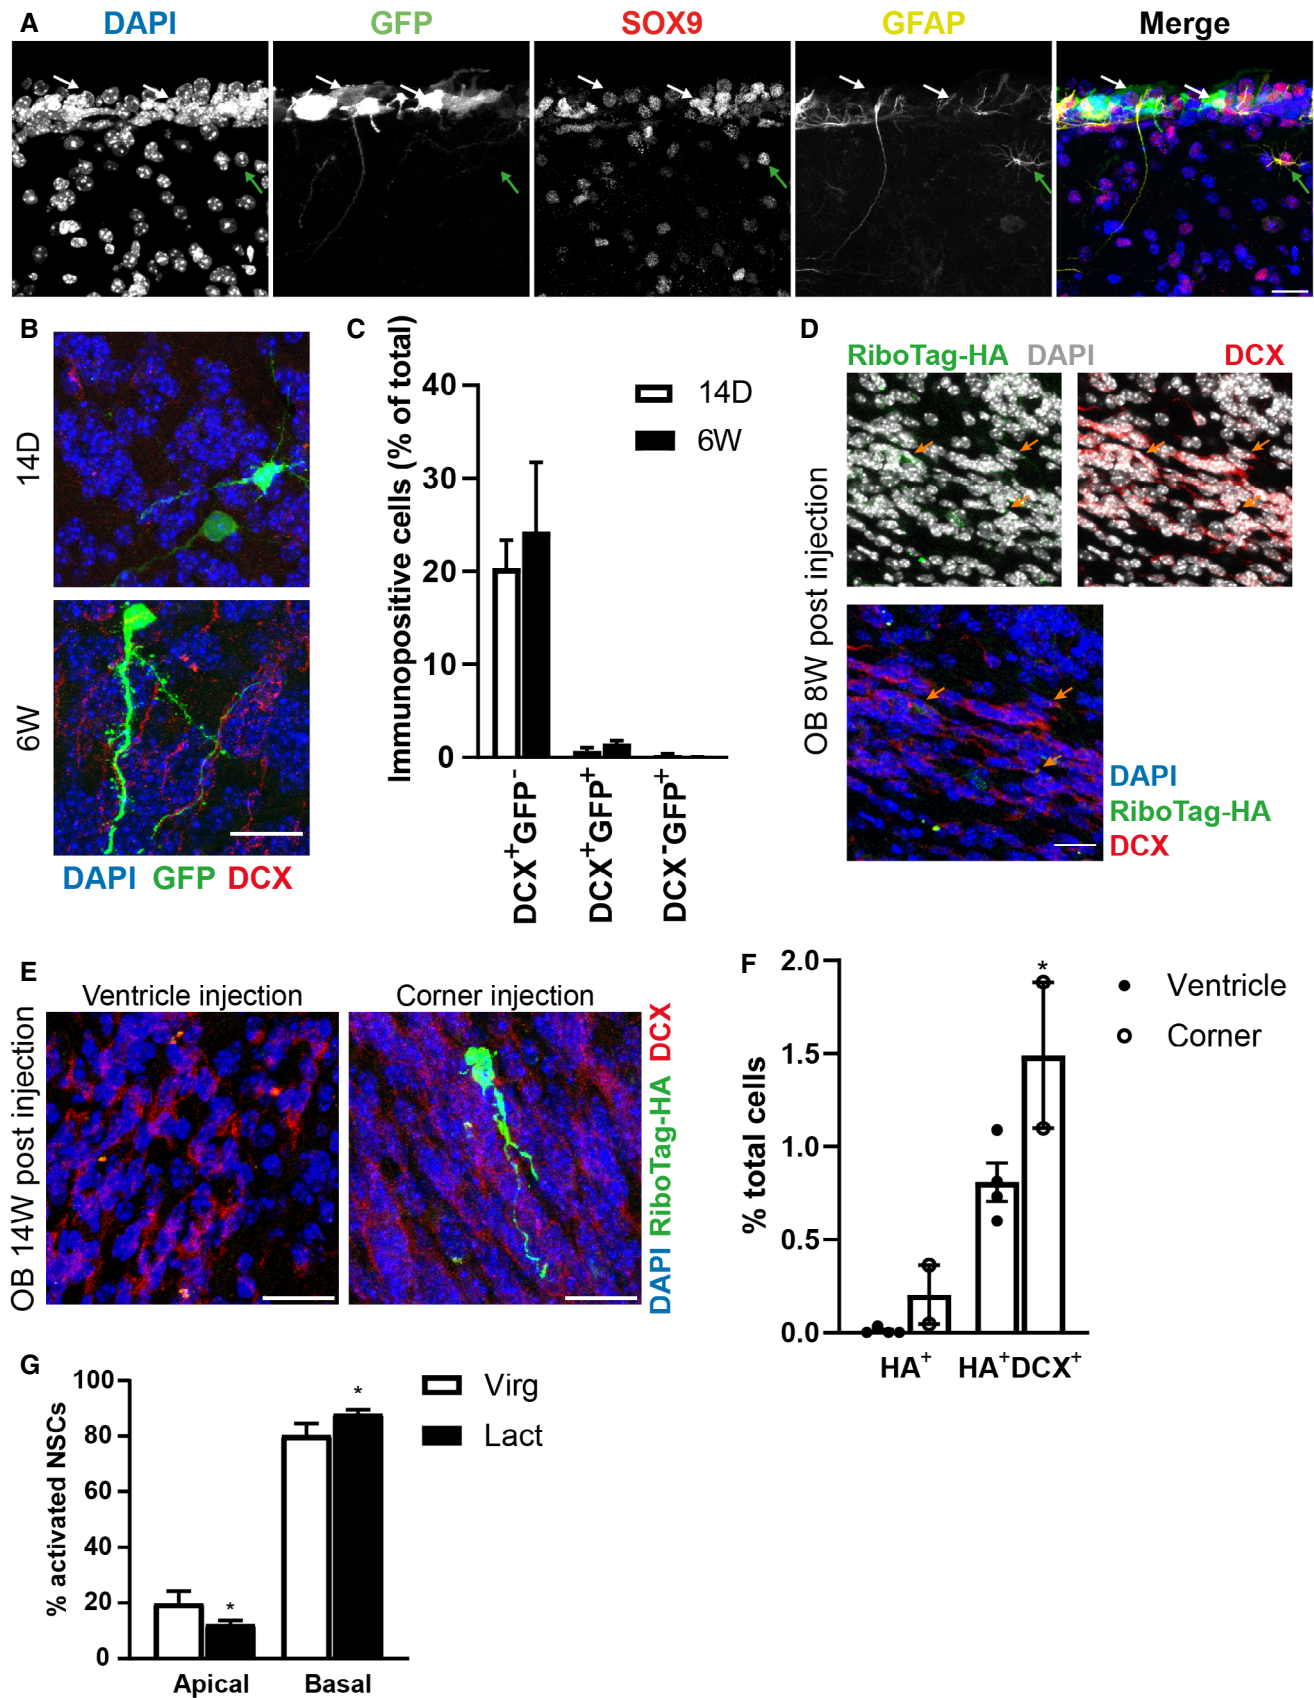 A
DAPI
GFP
SOX9
GFAP
Merge
B
14D
6W
DAPI GFP DCX
C
Immunopositive cells (% of total)
40
30
20
10
0
14D
6W
DCX+GFP-
DCX+GFP+
DCX-GFP+
D
RiboTag-HA DAPI
DCX
OB 8W post injection
DAPI
RiboTag-HA
DCX
E
Ventricle injection
Corner injection
OB 14W post injection
DAPI RiboTag-HA DCX
F
% total cells
2.0
1.5
1.0
0.5
0.0
*
Ventricle
Corner
HA+
HA+DCX+
G
% activated NSCs
100
80
60
40
20
0
*
*
Virg
Lact
Apical
Basal